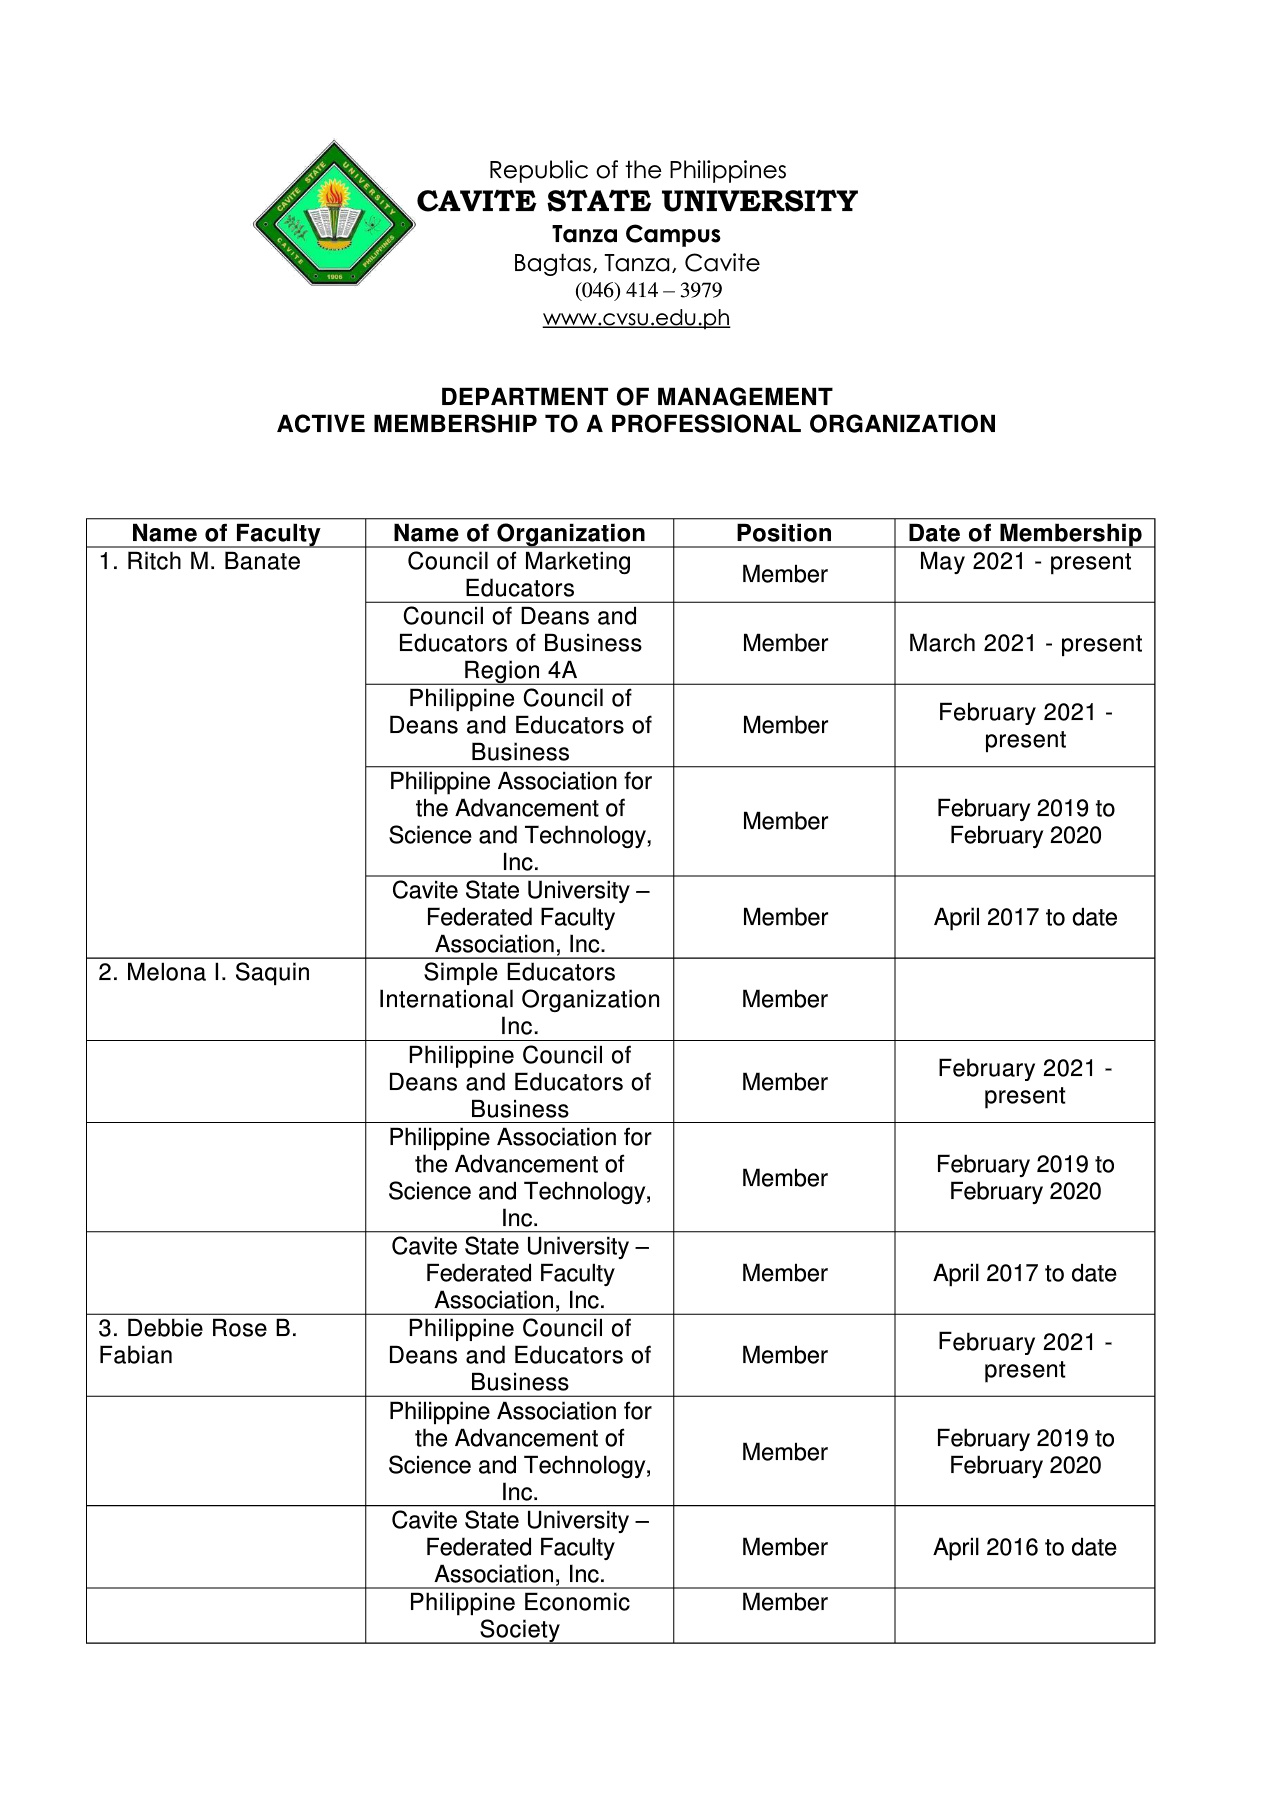 CAVITE STATE UNIVERSITY
CAVITE
PHILIPPINES
1906
Republic of the Philippines
CAVITE STATE UNIVERSITY
Tanza Campus
Bagtas, Tanza, Cavite
(046) 414 – 3979
www.cvsu.edu.ph
DEPARTMENT OF MANAGEMENT
ACTIVE MEMBERSHIP TO A PROFESSIONAL ORGANIZATION
Name of Faculty Name of Organization Position Date of Membership
1. Ritch M. Banate
Council of Marketing
Educators
Member
May 2021 - present
Council of Deans and
Educators of Business
Region 4A
Member
March 2021 - present
Philippine Council of
Deans and Educators of
Business
Member
February 2021 -
present
Philippine Association for
the Advancement of
Science and Technology,
Inc.
Member
February 2019 to
February 2020
Cavite State University –
Federated Faculty
Association, Inc.
Member
April 2017 to date
2. Melona I. Saquin
Simple Educators
International Organization
Inc.
Member
Philippine Council of
Deans and Educators of
Business
Member
February 2021 -
present
Philippine Association for
the Advancement of
Science and Technology,
Inc.
Member
February 2019 to
February 2020
Cavite State University –
Federated Faculty
Association, Inc.
Member
April 2017 to date
3. Debbie Rose B.
Fabian
Philippine Council of
Deans and Educators of
Business
Member
February 2021 -
present
Philippine Association for
the Advancement of
Science and Technology,
Inc.
Member
February 2019 to
February 2020
Cavite State University –
Federated Faculty
Association, Inc.
Member
April 2016 to date
Philippine Economic
Society
Member